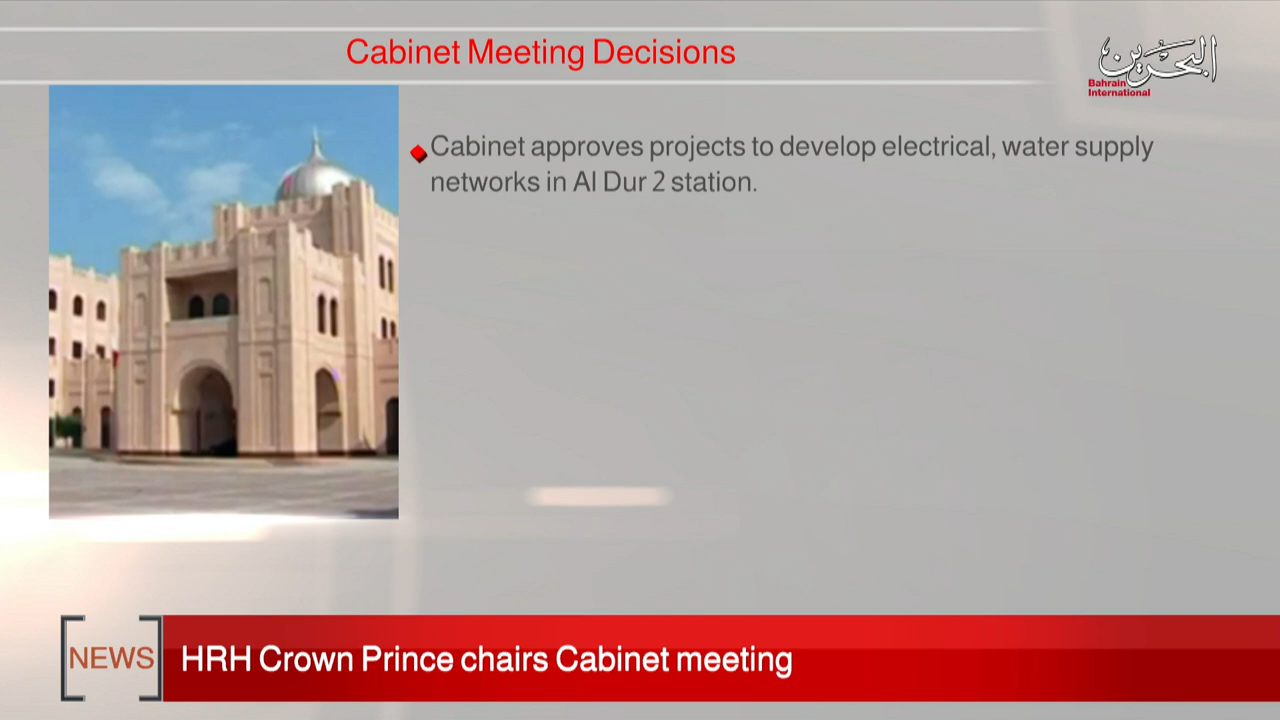 Cabinet Meeting Decisions
البحرين
Bahrain
International
Cabinet approves projects to develop electrical, water supply
networks in Al Dur 2 station.
NEWS
HRH Crown Prince chairs Cabinet meeting